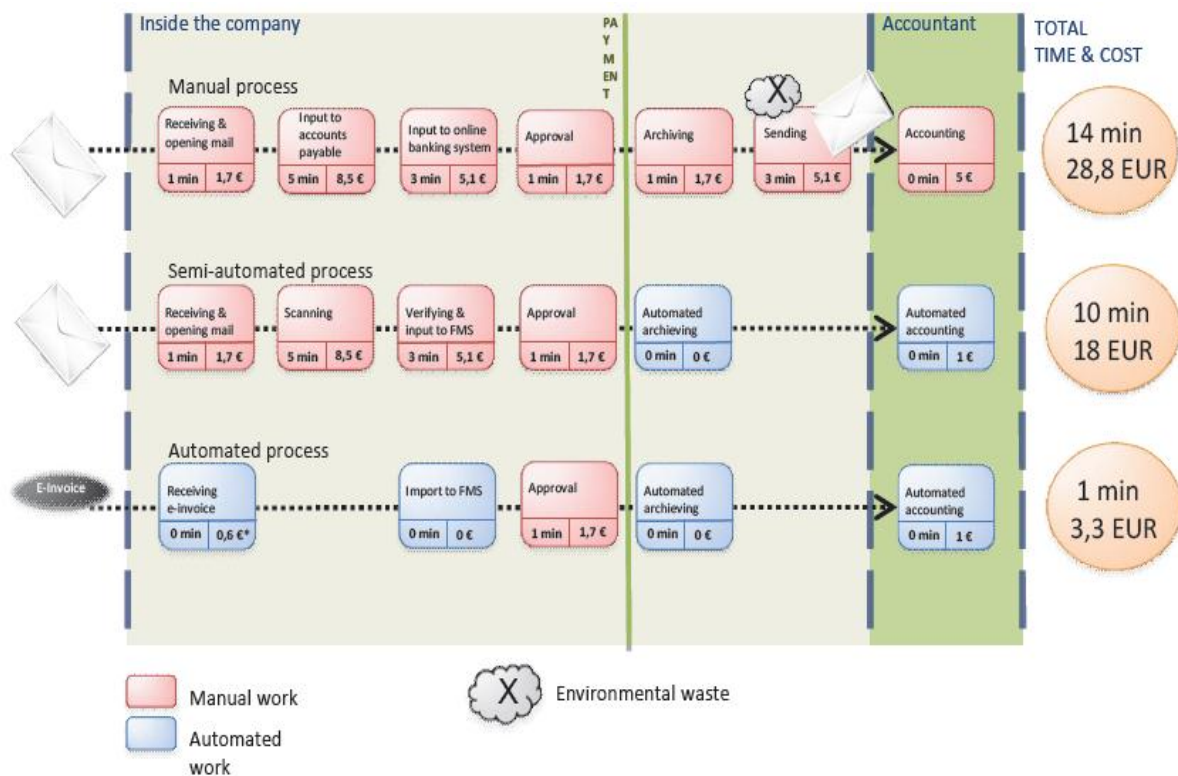 Inside the company
PA
Y
M
ENT
Accountant
TOTAL
TIME & COST
Manual process
X
Receiving &
opening mail
1 min 1,7 €
Input to
accounts
payable
5 min 8,5 €
Input to online
banking system
3 min 5,1 €
Approval
1 min 1,7 €
Archiving
1 min 1,7 €
Sending
3 min 5,1 €
Accounting
0 min 5 €
14 min
28,8 EUR
Semi-automated process
Receiving &
opening mail
1 min 1,7 €
Scanning
5 min 8,5 €
Verifying &
input to FMS
3 min 5,1 €
Approval
1 min 1,7 €
Automated
archieving
0 min 0 €
Automated
accounting
0 min 1 €
10 min
18 EUR
Automated process
E-Invoice
Receiving
e-invoice
0 min 0,6 €*
Import to FMS
0 min 0 €
Approval
1 min 1,7 €
Automated
archieving
0 min 0 €
Automated
accounting
0 min 1 €
1 min
3,3 EUR
Manual work
X Environmental waste
Automated
work